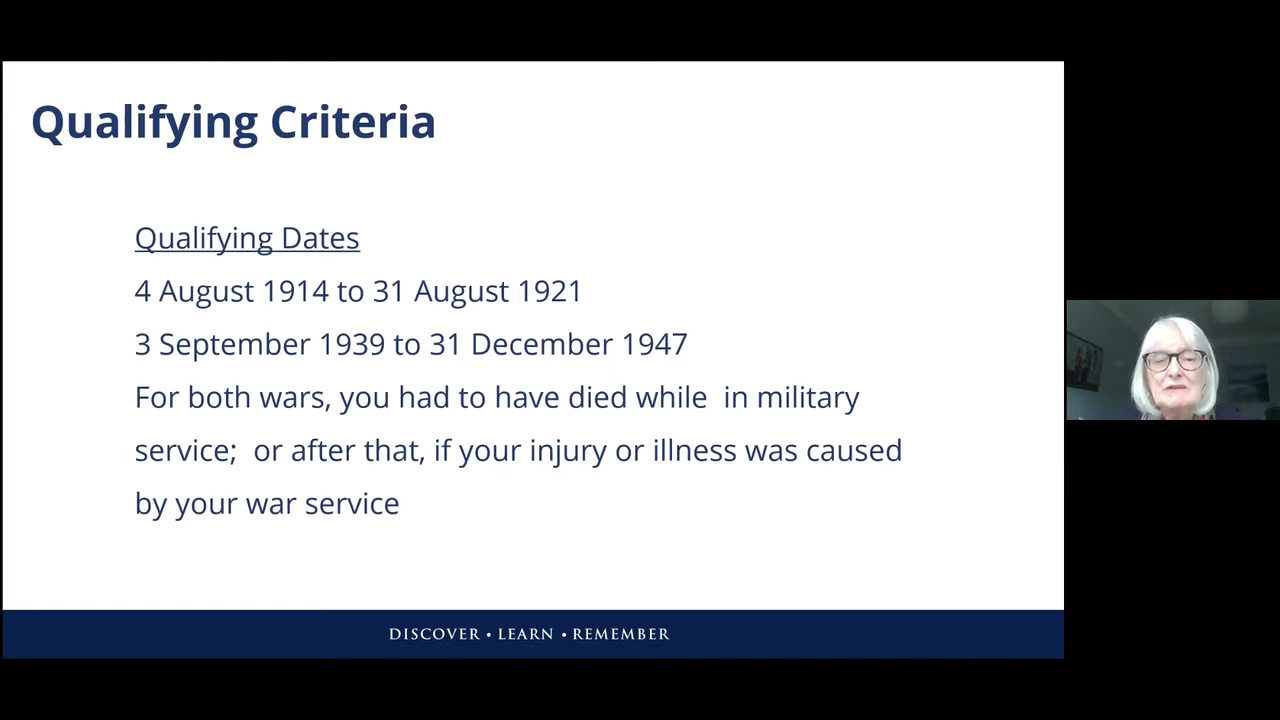 Qualifying Criteria
Qualifying Dates
4 August 1914 to 31 August 1921
3 September 1939 to 31 December 1947
For both wars, you had to have died while  in military
service;  or after that, if your injury or illness was caused
by your war service
DISCOVER • LEARN • REMEMBER